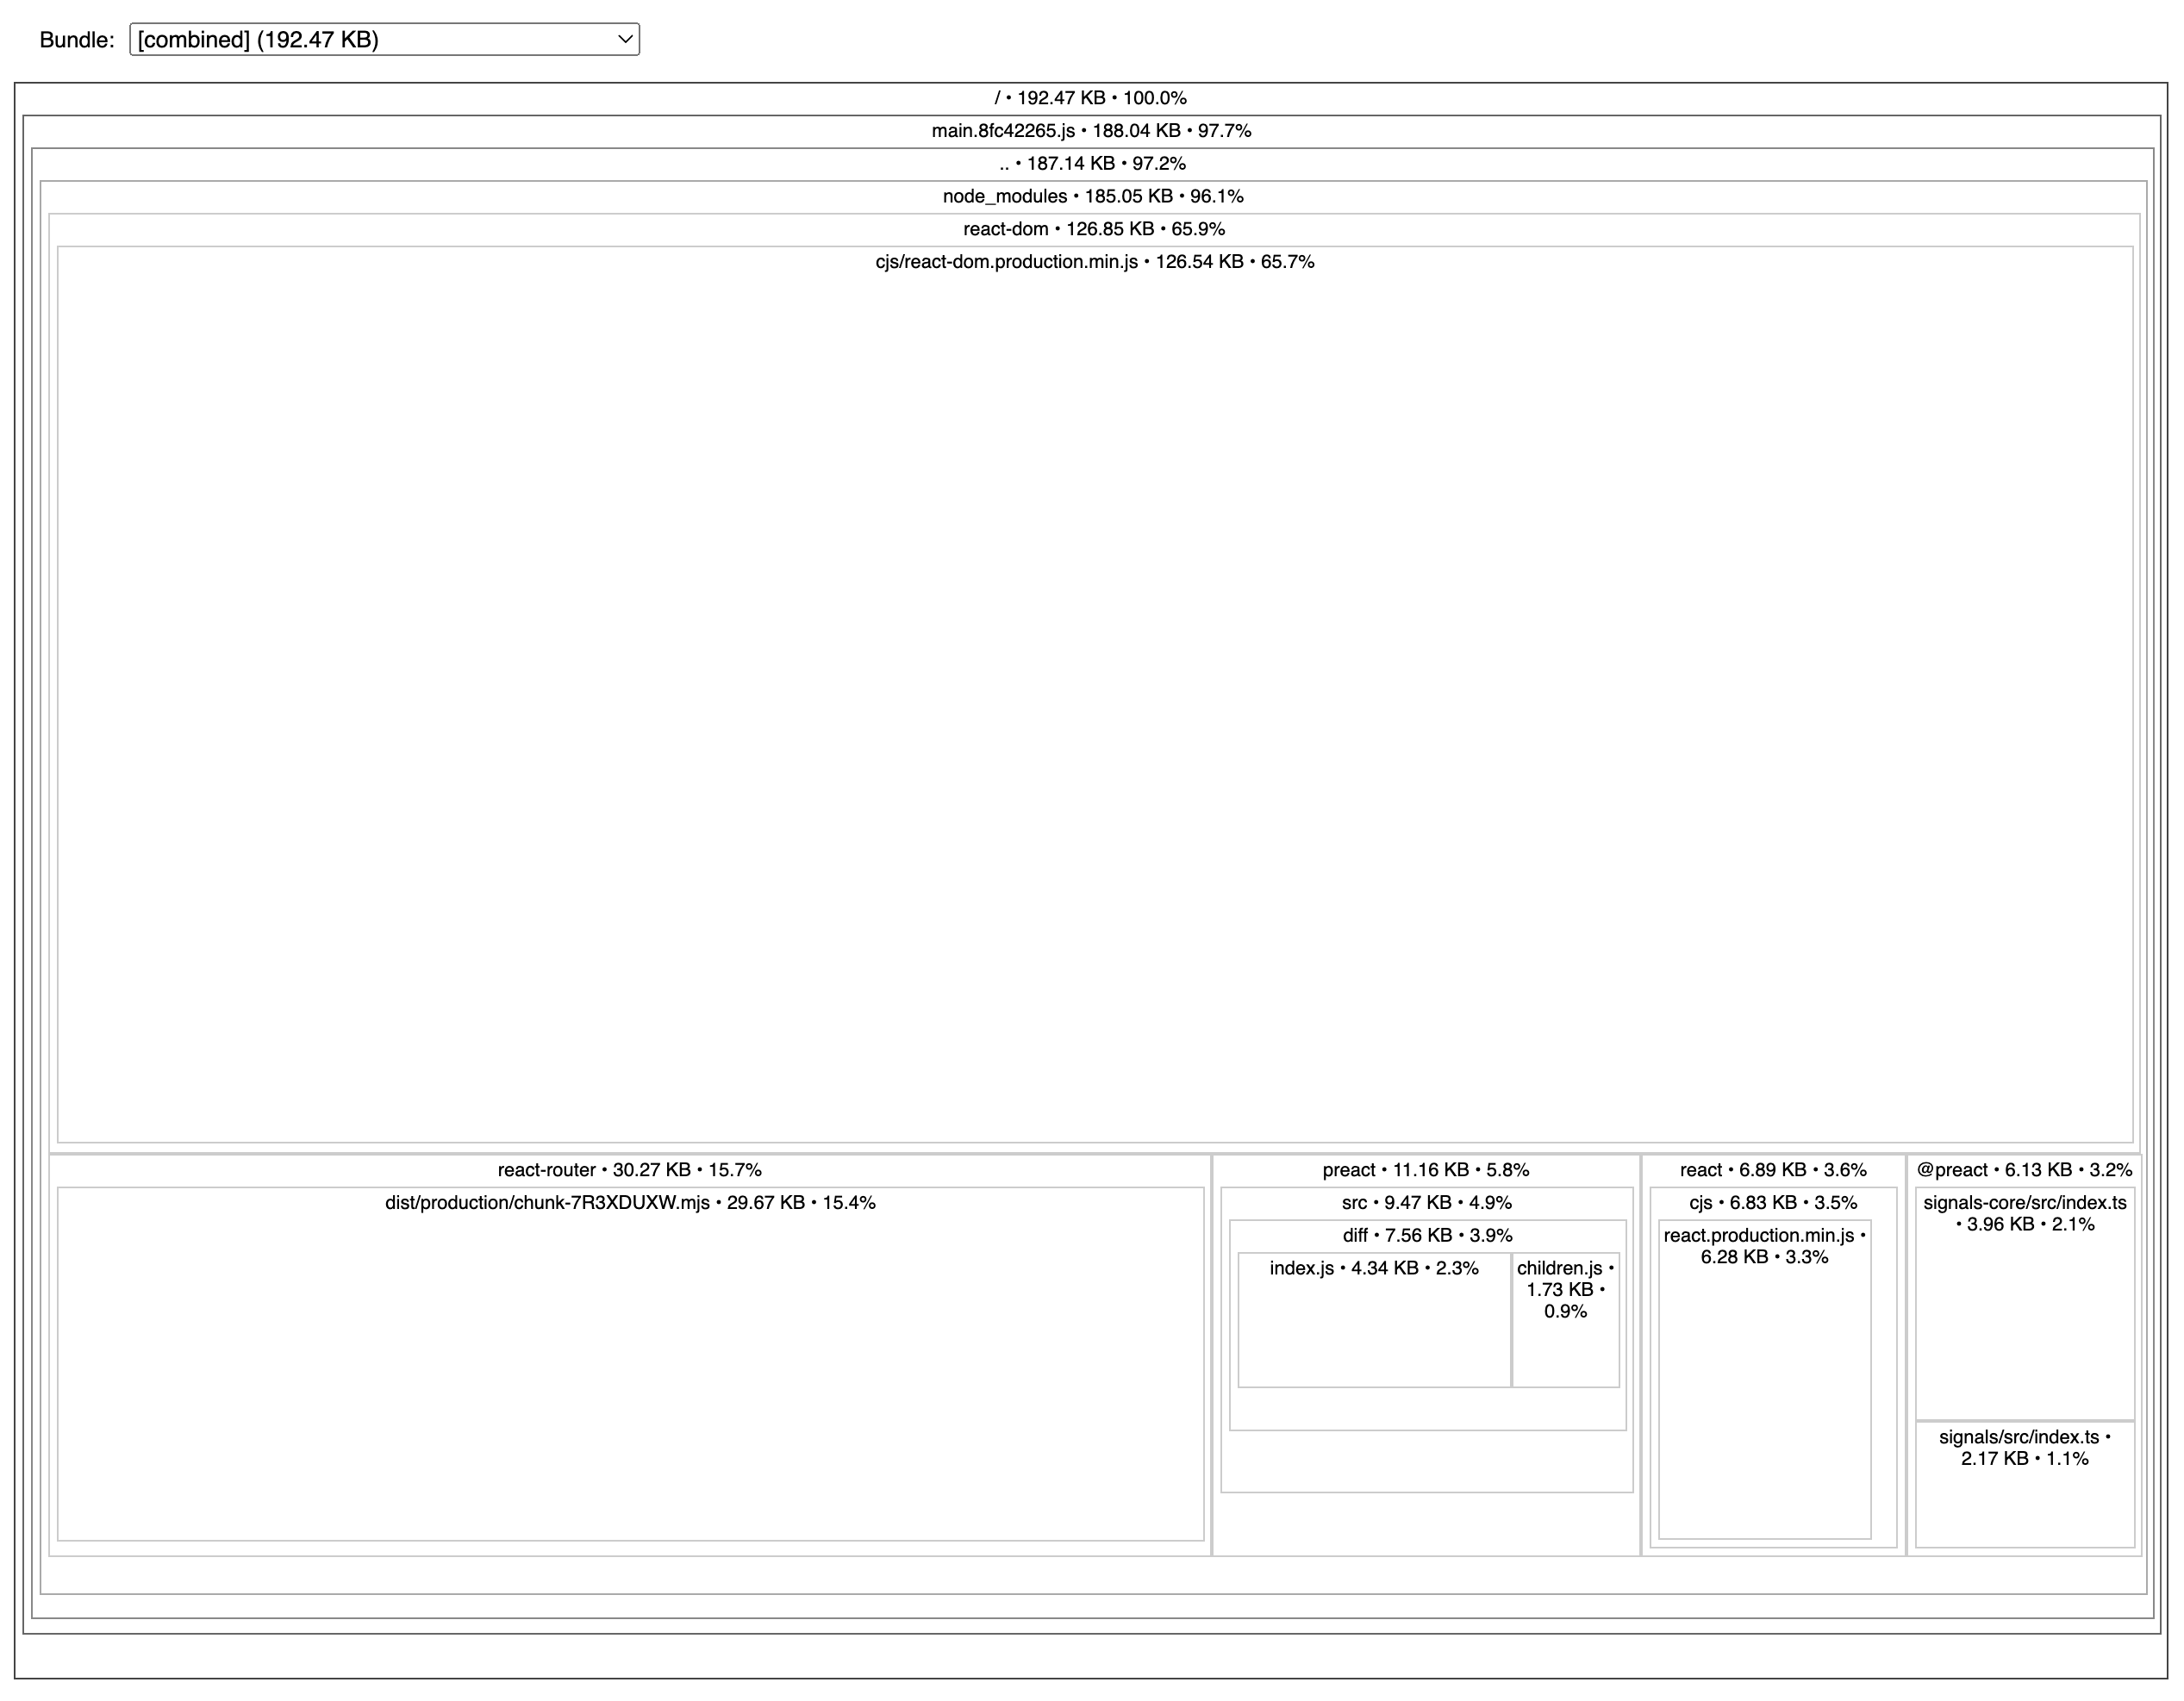 Bundle: [combined] (192.47 KB)
/ • 192.47 KB • 100.0%
main.8fc42265.js • 188.04 KB • 97.7%
.. • 187.14 KB • 97.2%
node_modules • 185.05 KB • 96.1%
react-dom • 126.85 KB • 65.9%
cjs/react-dom.production.min.js • 126.54 KB • 65.7%
react-router • 30.27 KB • 15.7%
dist/production/chunk-7R3XDUXW.mjs • 29.67 KB • 15.4%
preact • 11.16 KB • 5.8%
src • 9.47 KB • 4.9%
diff • 7.56 KB • 3.9%
index.js • 4.34 KB • 2.3%
children.js •
1.73 KB •
0.9%
react • 6.89 KB • 3.6%
cjs • 6.83 KB • 3.5%
react.production.min.js •
6.28 KB • 3.3%
@preact • 6.13 KB • 3.2%
signals-core/src/index.ts
• 3.96 KB • 2.1%
signals/src/index.ts •
2.17 KB • 1.1%